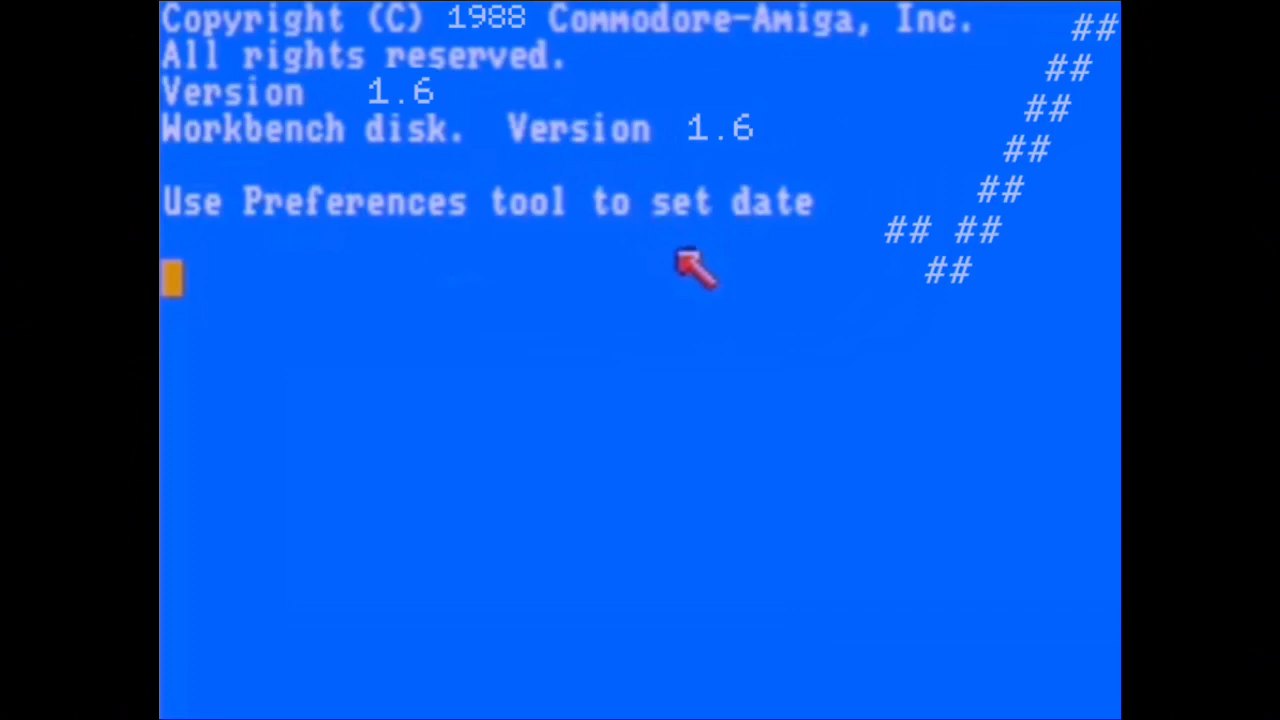 Copyright (C) 1988 Commodore-Amiga, Inc. ##
All rights reserved. ##
Version 1.6 ##
Workbench disk. Version 1.6 ##
##
Use Preferences tool to set date ## ##
##